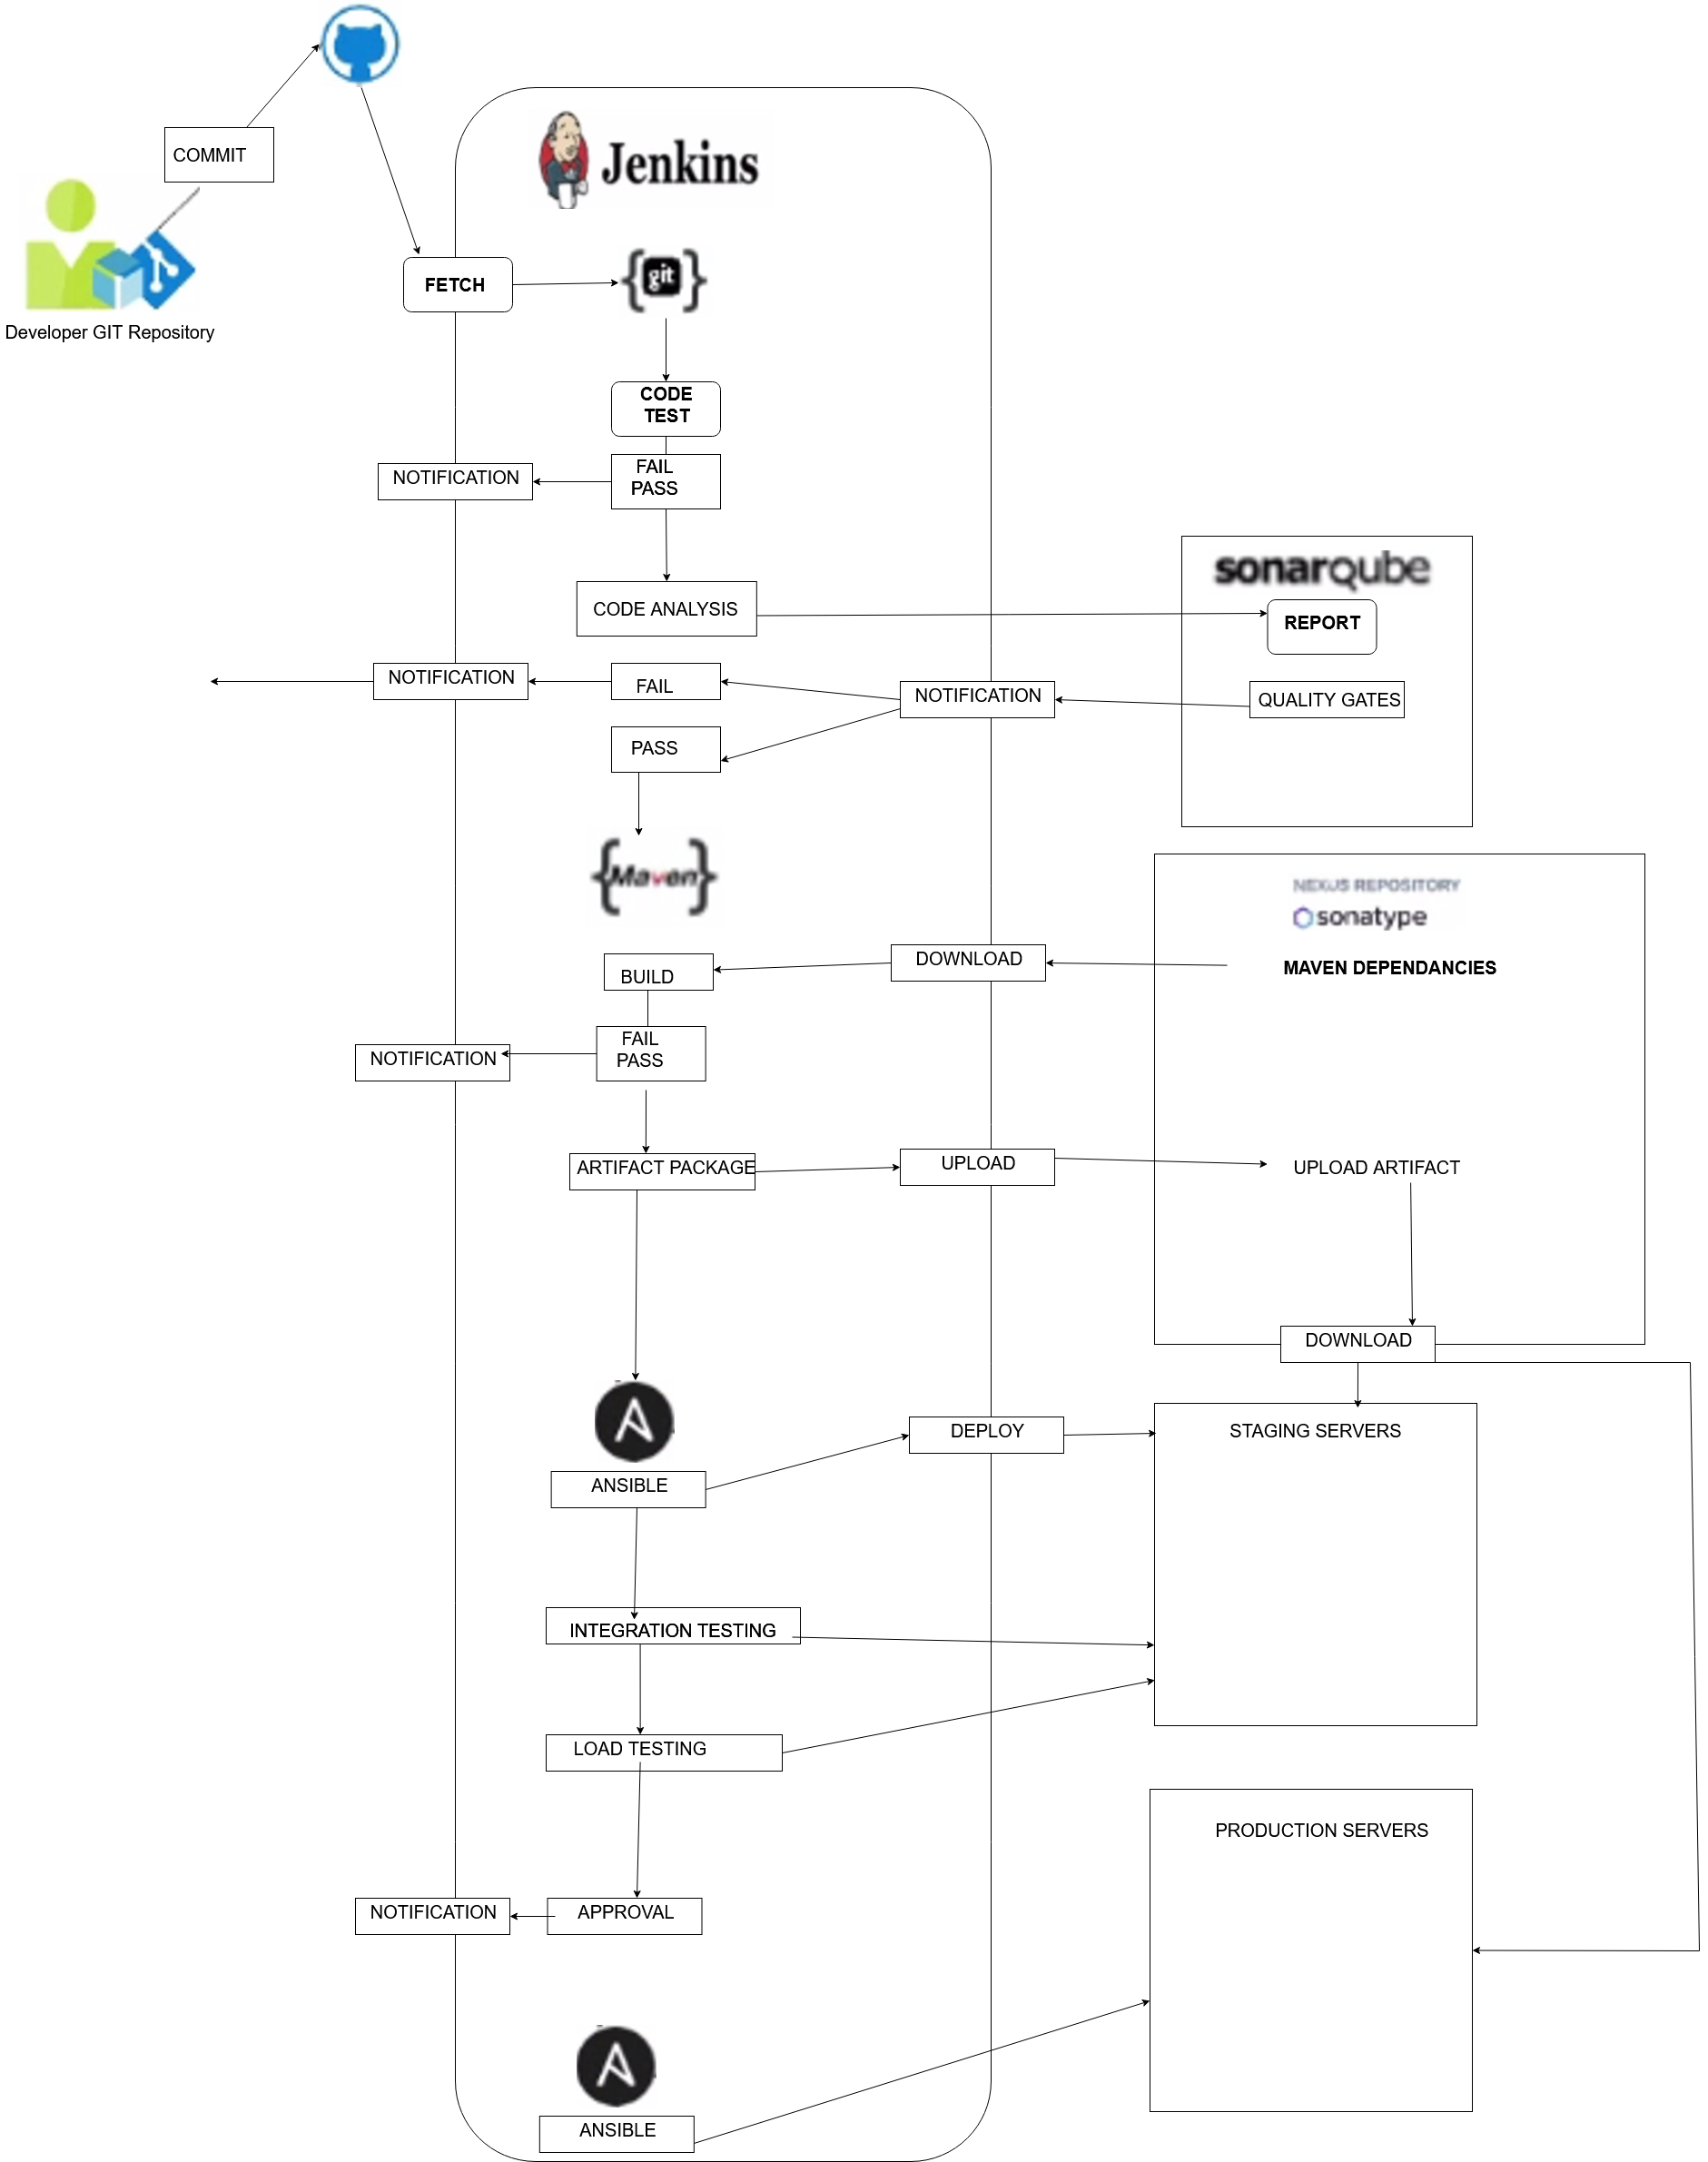 COMMIT
Jenkins
Developer GIT Repository
FETCH
{git}
CODE
TEST
NOTIFICATION
FAIL
PASS
CODE ANALYSIS
sonarqube
REPORT
NOTIFICATION
FAIL
NOTIFICATION
QUALITY GATES
PASS
{Maven}
NEXUS REPOSITORY
sonatype
BUILD
DOWNLOAD
MAVEN DEPENDANCIES
NOTIFICATION
FAIL
PASS
ARTIFACT PACKAGE
UPLOAD
UPLOAD ARTIFACT
DOWNLOAD
ANSIBLE
DEPLOY
STAGING SERVERS
INTEGRATION TESTING
LOAD TESTING
PRODUCTION SERVERS
NOTIFICATION
APPROVAL
ANSIBLE